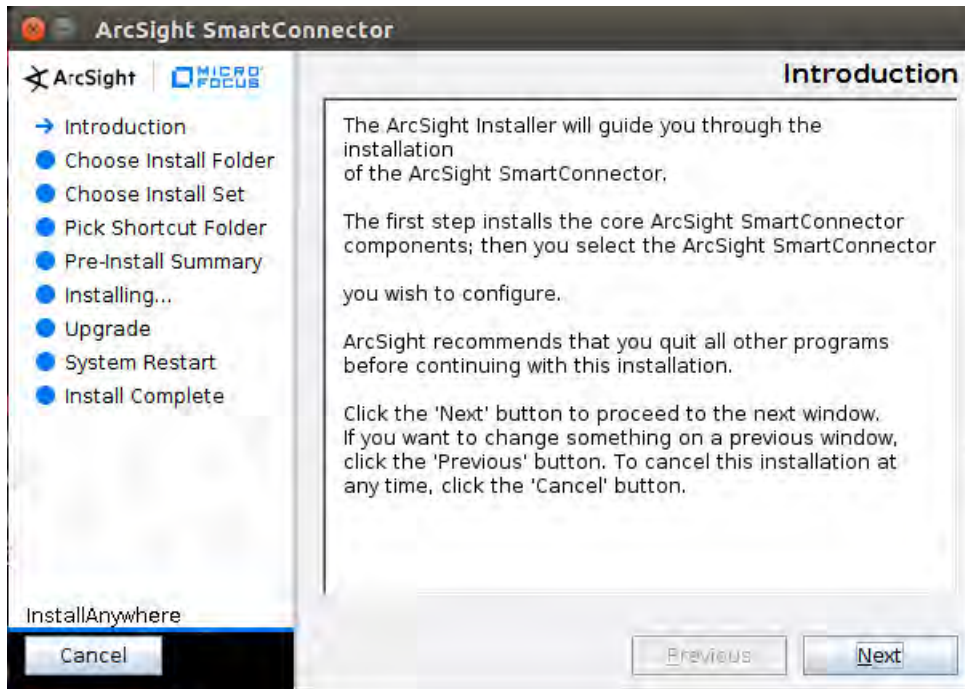 ArcSight SmartConnector
ArcSight
MICRO
FOCUS
Introduction
Introduction
Choose Install Folder
Choose Install Set
Pick Shortcut Folder
Pre-Install Summary
Installing...
Upgrade
System Restart
Install Complete
The ArcSight Installer will guide you through the
installation
of the ArcSight SmartConnector.
The first step installs the core ArcSight SmartConnector
components; then you select the ArcSight SmartConnector
you wish to configure.
ArcSight recommends that you quit all other programs
before continuing with this installation.
Click the 'Next' button to proceed to the next window.
If you want to change something on a previous window,
click the 'Previous' button. To cancel this installation at
any time, click the 'Cancel' button.
InstallAnywhere
Cancel
Previous
Next